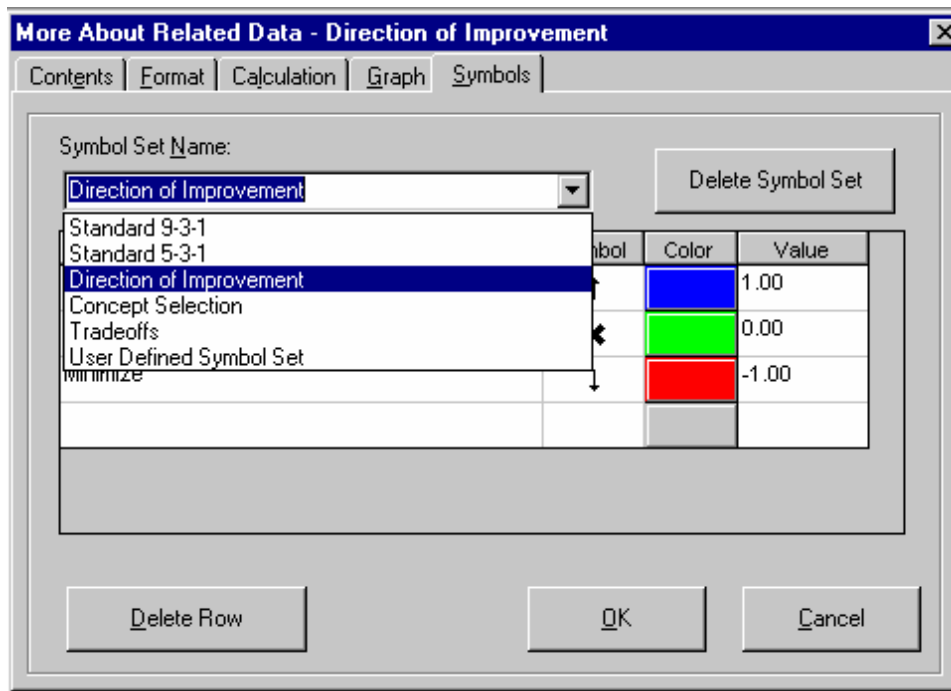 More About Related Data - Direction of Improvement
Contents Format Calculation Graph Symbols
Symbol Set Name:
Direction of Improvement
Delete Symbol Set
Standard 9-3-1
Standard 5-3-1
Direction of Improvement
Concept Selection
Tradeoffs
User Defined Symbol Set
Color Value
1.00
0.00
Minimize -1.00
Delete Row OK Cancel